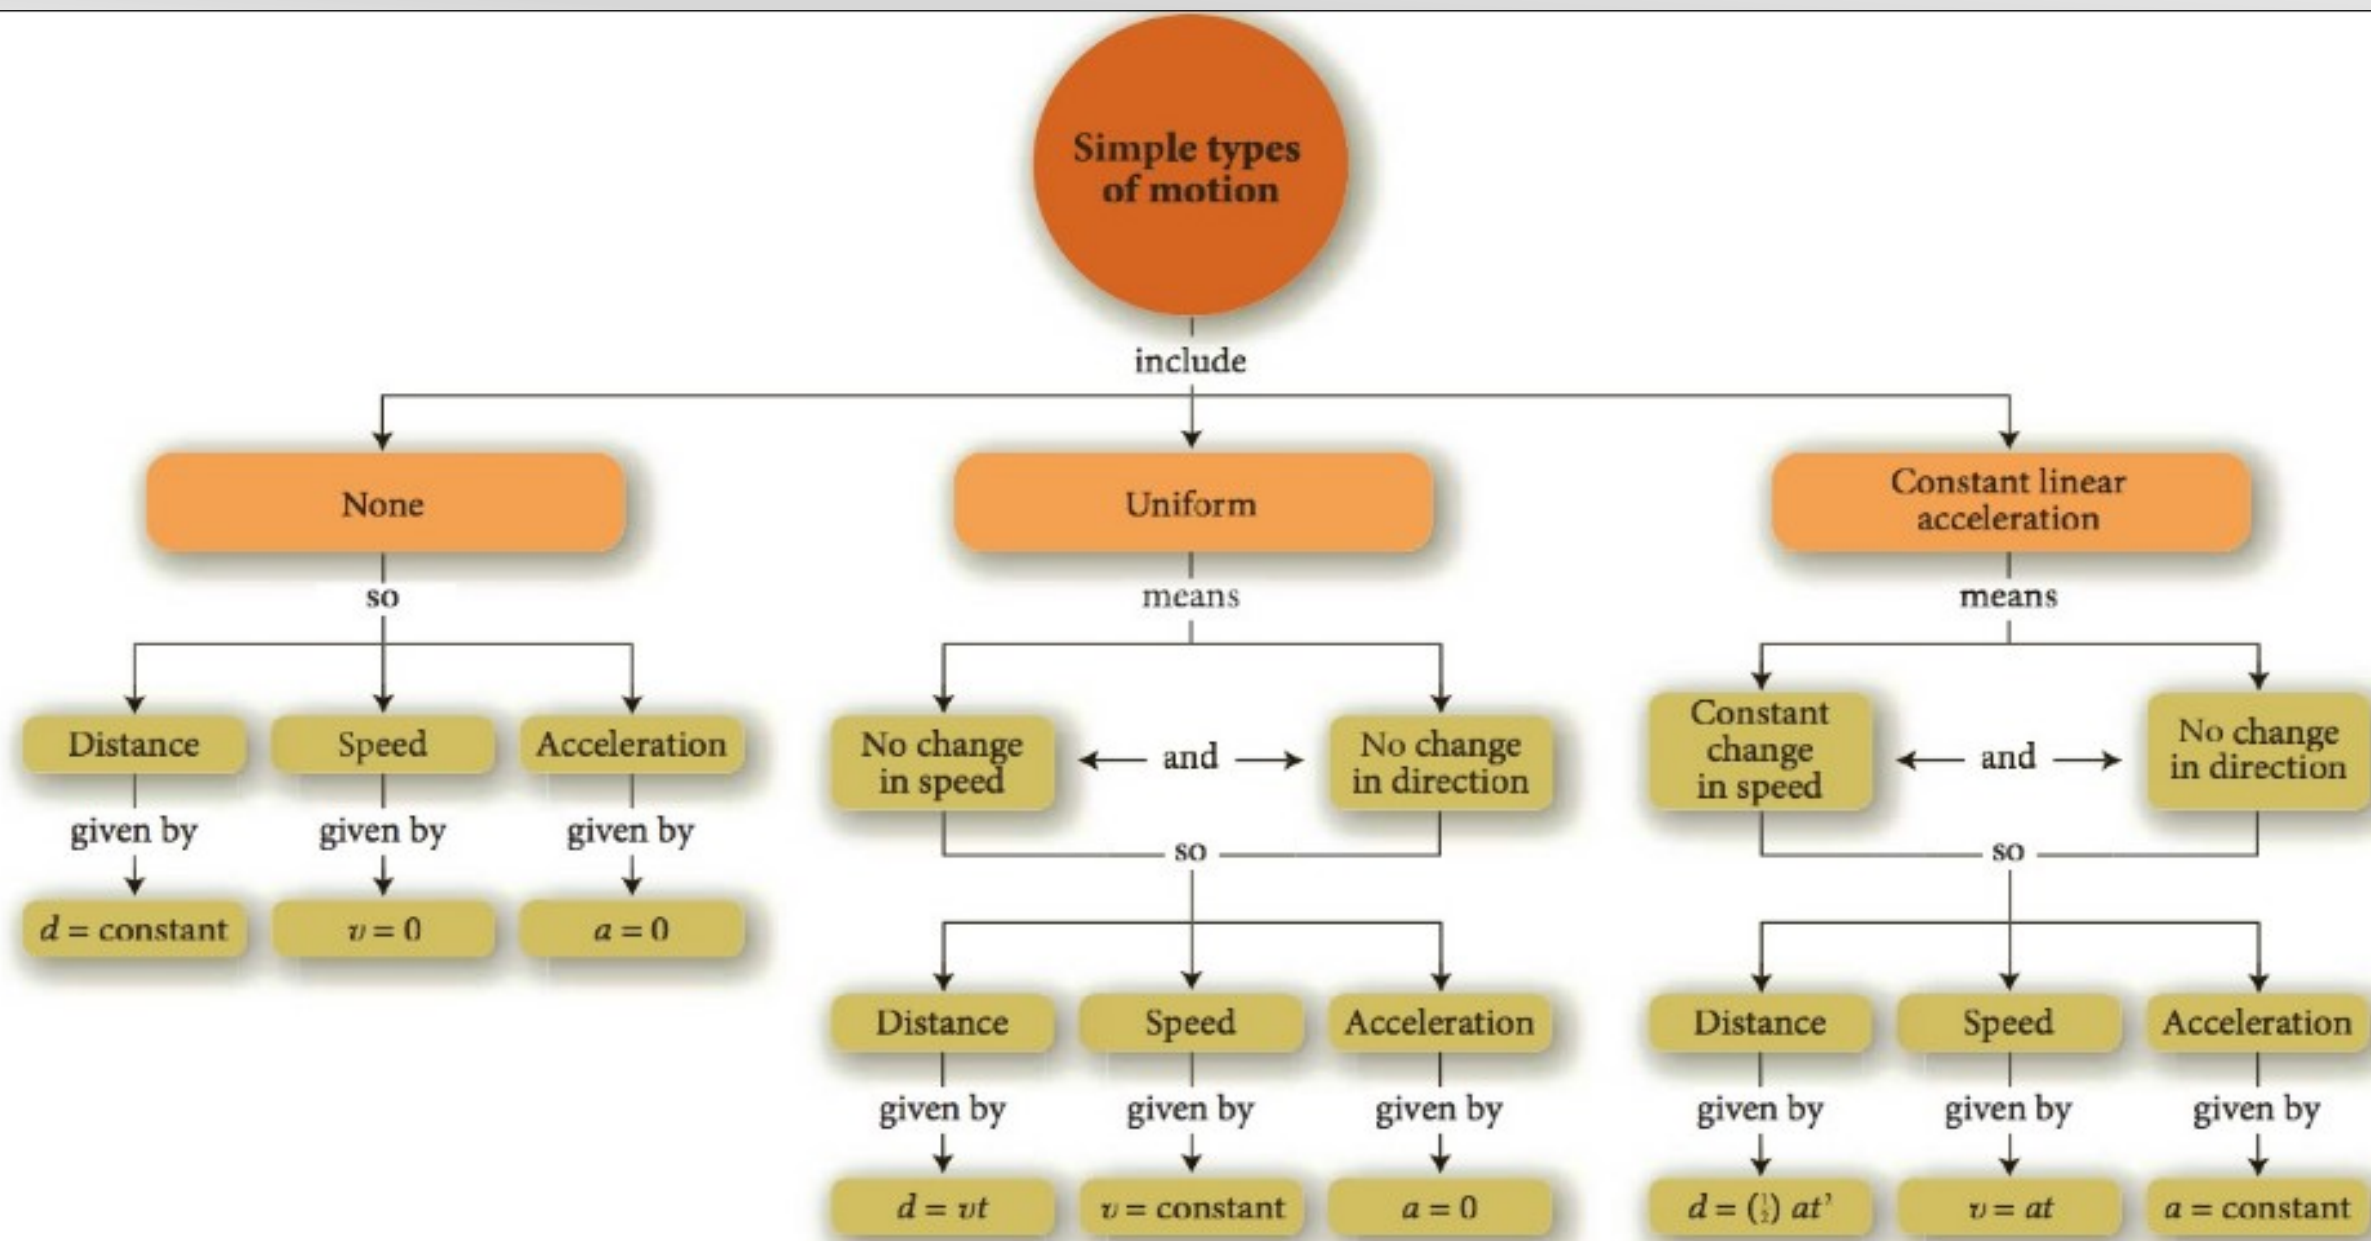 Simple types
of motion
include
None
Uniform
Constant linear
acceleration
so
means
means
Distance
Speed
Acceleration
No change
in speed
and
No change
in direction
Constant
change
in speed
and
No change
in direction
given by
given by
given by
so
so
d = constant
v = 0
a = 0
Distance
Speed
Acceleration
Distance
Speed
Acceleration
given by
given by
given by
given by
given by
given by
d = vt
v = constant
a = 0
d = (½) at²
v = at
a = constant